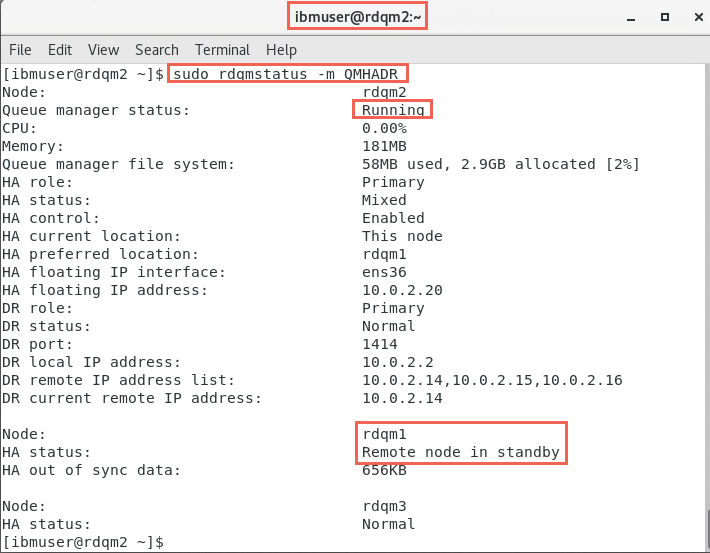 ibmuser@rdqm2:~
File Edit View Search Terminal Help
[ibmuser@rdqm2 ~]$ sudo rdqmstatus -m QMHADR
Node: rdqm2
Queue manager status: Running
CPU: 0.00%
Memory: 181MB
Queue manager file system: 58MB used, 2.9GB allocated [2%]
HA role: Primary
HA status: Mixed
HA control: Enabled
HA current location: This node
HA preferred location: rdqm1
HA floating IP interface: ens36
HA floating IP address: 10.0.2.20
DR role: Primary
DR status: Normal
DR port: 1414
DR local IP address: 10.0.2.2
DR remote IP address list: 10.0.2.14,10.0.2.15,10.0.2.16
DR current remote IP address: 10.0.2.14
Node: rdqm1
HA status: Remote node in standby
HA out of sync data: 656KB
Node: rdqm3
HA status: Normal
[ibmuser@rdqm2 ~]$